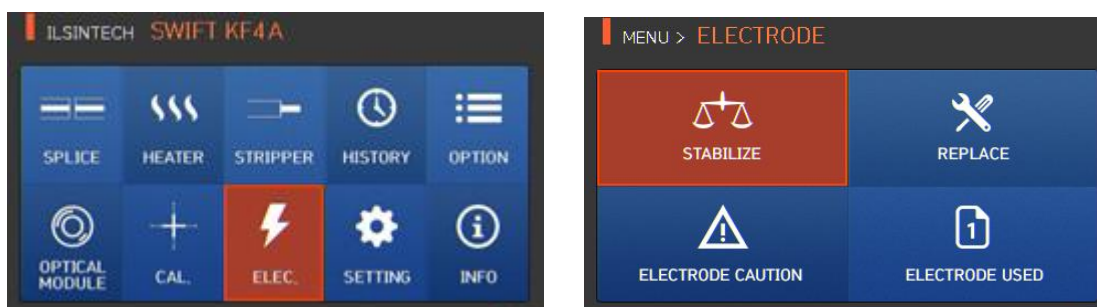 ILSINTECH SWIFT KF4A
SPLICE HEATER STRIPPER HISTORY OPTION
OPTICAL
MODULE CAL. ELEC. SETTING INFO
MENU > ELECTRODE
STABILIZE REPLACE
1
ELECTRODE CAUTION ELECTRODE USED